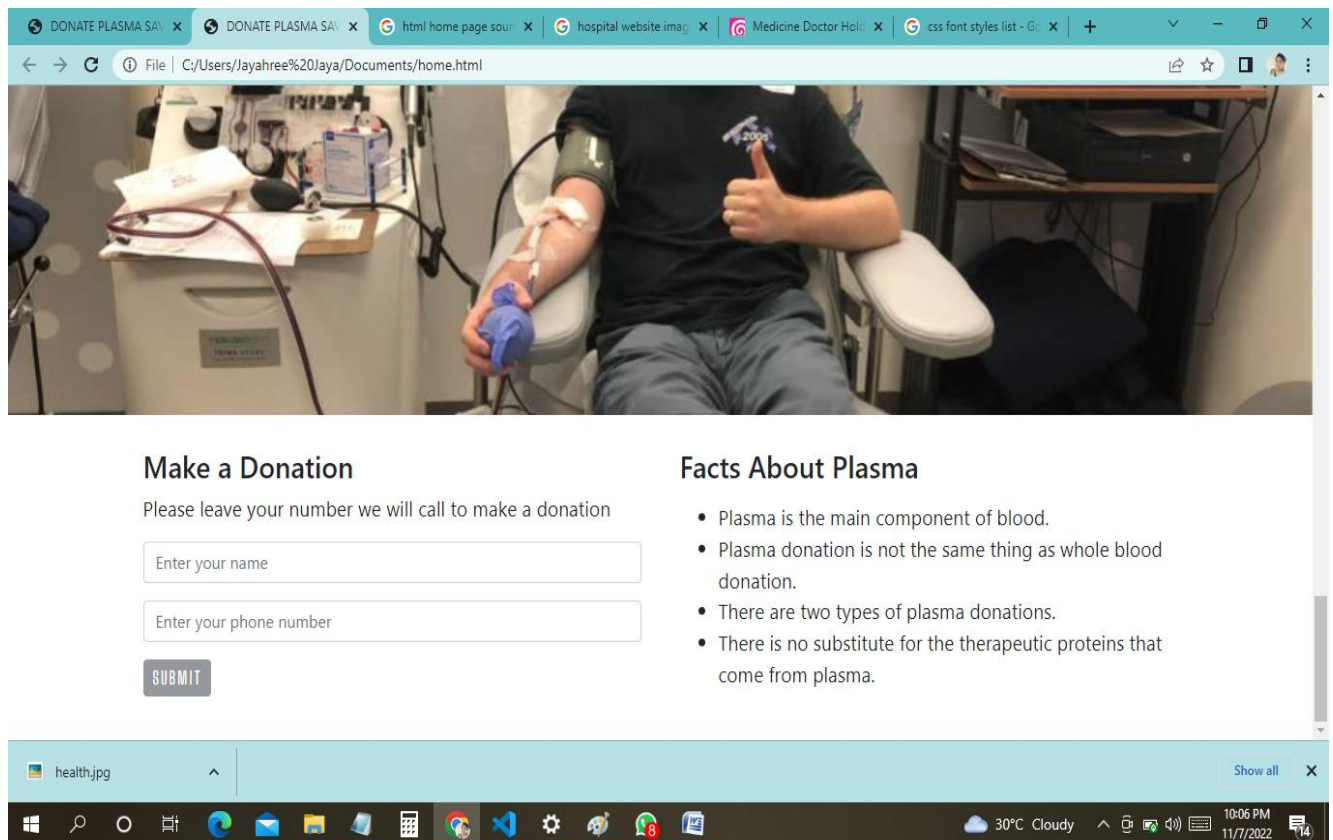 DONATE PLASMA SAV
DONATE PLASMA SAV
html home page sour
hospital website imag
Medicine Doctor Hold
css font styles list - Go
File | C:/Users/Jayahree%20Jaya/Documents/home.html
2005
Make a Donation
Please leave your number we will call to make a donation
Enter your name
Enter your phone number
SUBMIT
Facts About Plasma
• Plasma is the main component of blood.
• Plasma donation is not the same thing as whole blood
donation.
• There are two types of plasma donations.
• There is no substitute for the therapeutic proteins that
come from plasma.
health.jpg
Show all
8
30°C Cloudy
10:06 PM
11/7/2022
14